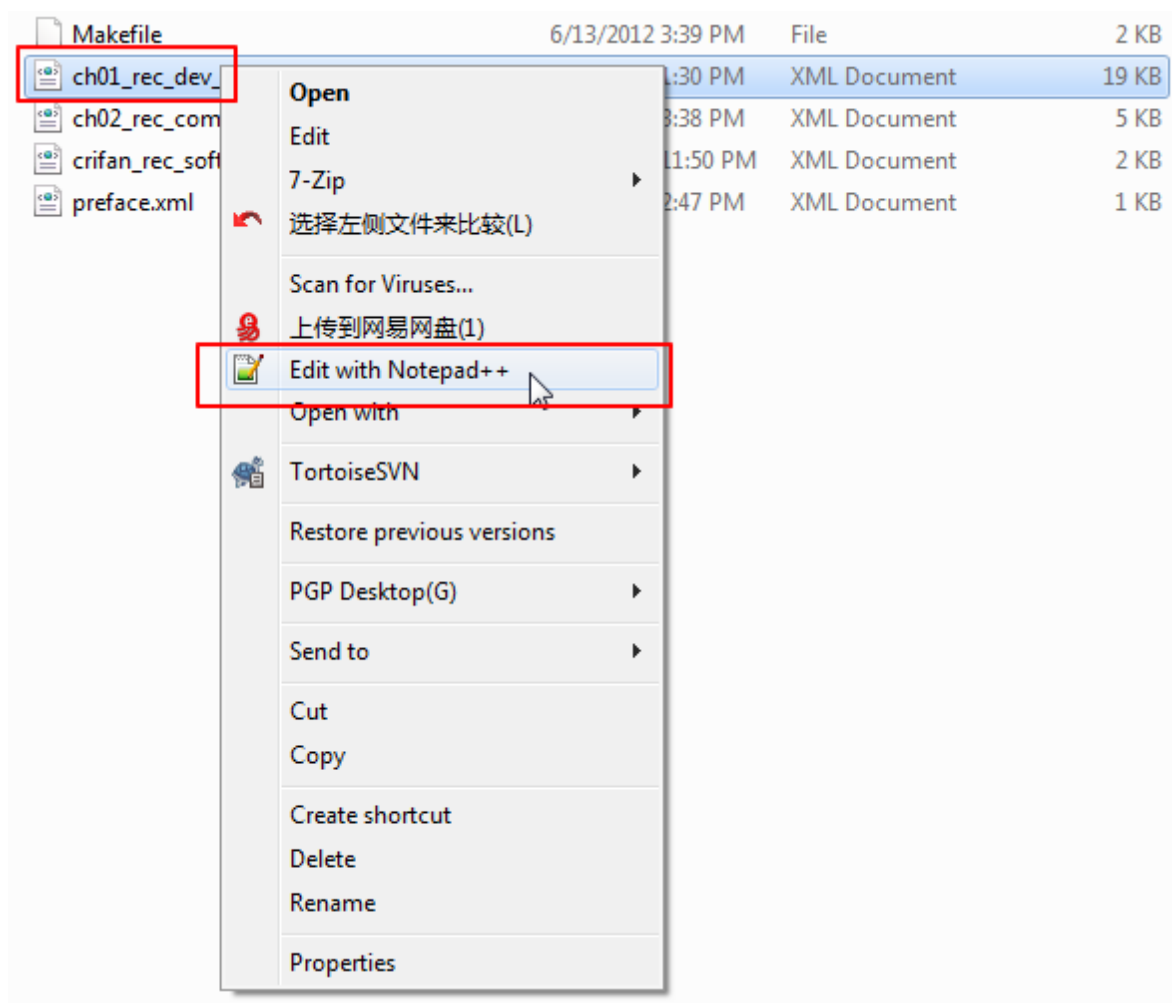 Makefile 6/13/2012 3:39 PM File 2 KB
ch01_rec_dev_ :30 PM XML Document 19 KB
ch02_rec_com :38 PM XML Document 5 KB
crifan_rec_soft 11:50 PM XML Document 2 KB
preface.xml 2:47 PM XML Document 1 KB
Open
Edit
7-Zip
选择左侧文件来比较(L)
Scan for Viruses...
上传到网易网盘(1)
Edit with Notepad++
Open with
TortoiseSVN
Restore previous versions
PGP Desktop(G)
Send to
Cut
Copy
Create shortcut
Delete
Rename
Properties